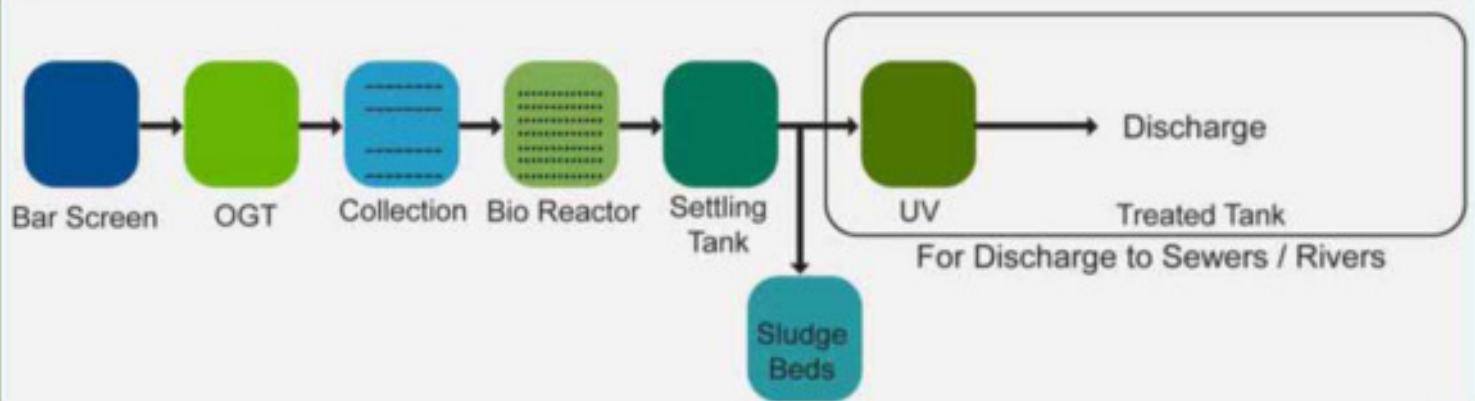 Bar Screen
OGT
Collection
Bio Reactor
Settling
Tank
UV
Discharge
Treated Tank
For Discharge to Sewers / Rivers
Sludge
Beds